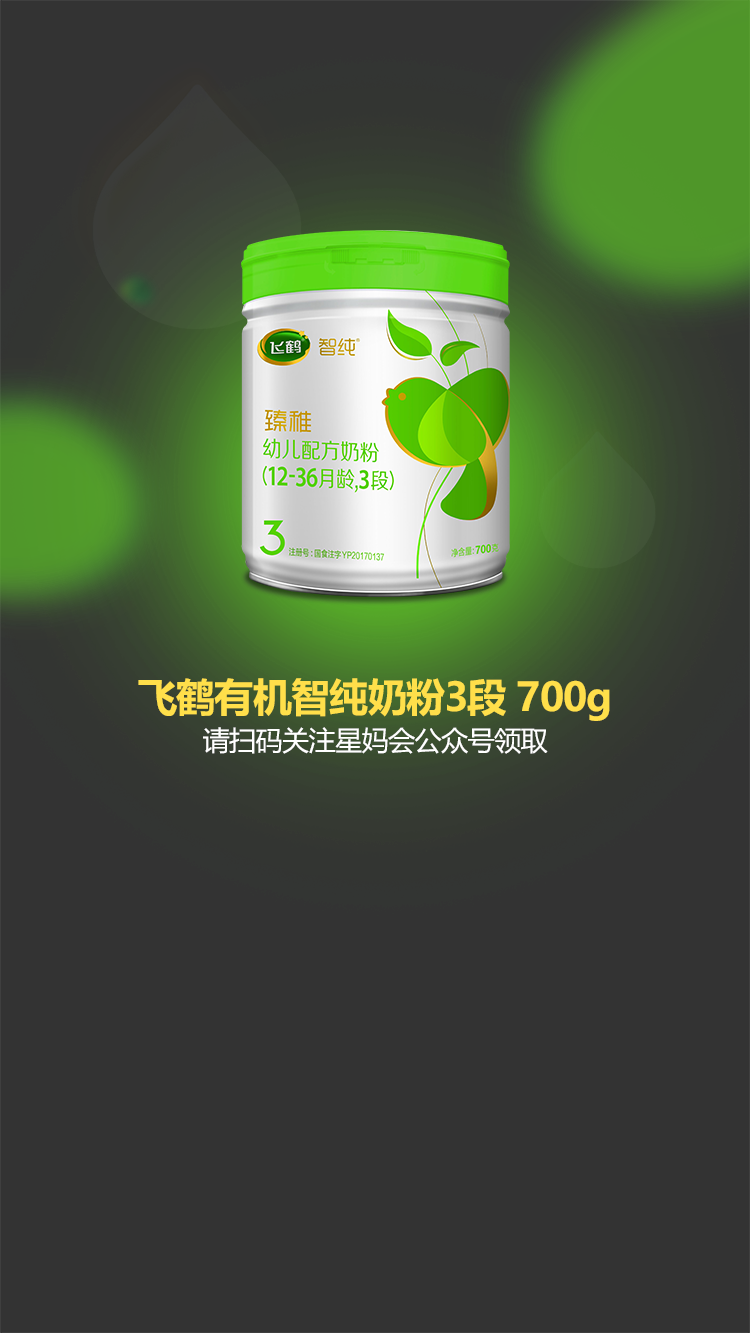 飞鹤 智纯
臻稚
幼儿配方奶粉
(12-36月龄,3段)
3 注册号:国食注字YP20170137
净含量:700克
飞鹤有机智纯奶粉3段 700g
请扫码关注星妈会公众号领取